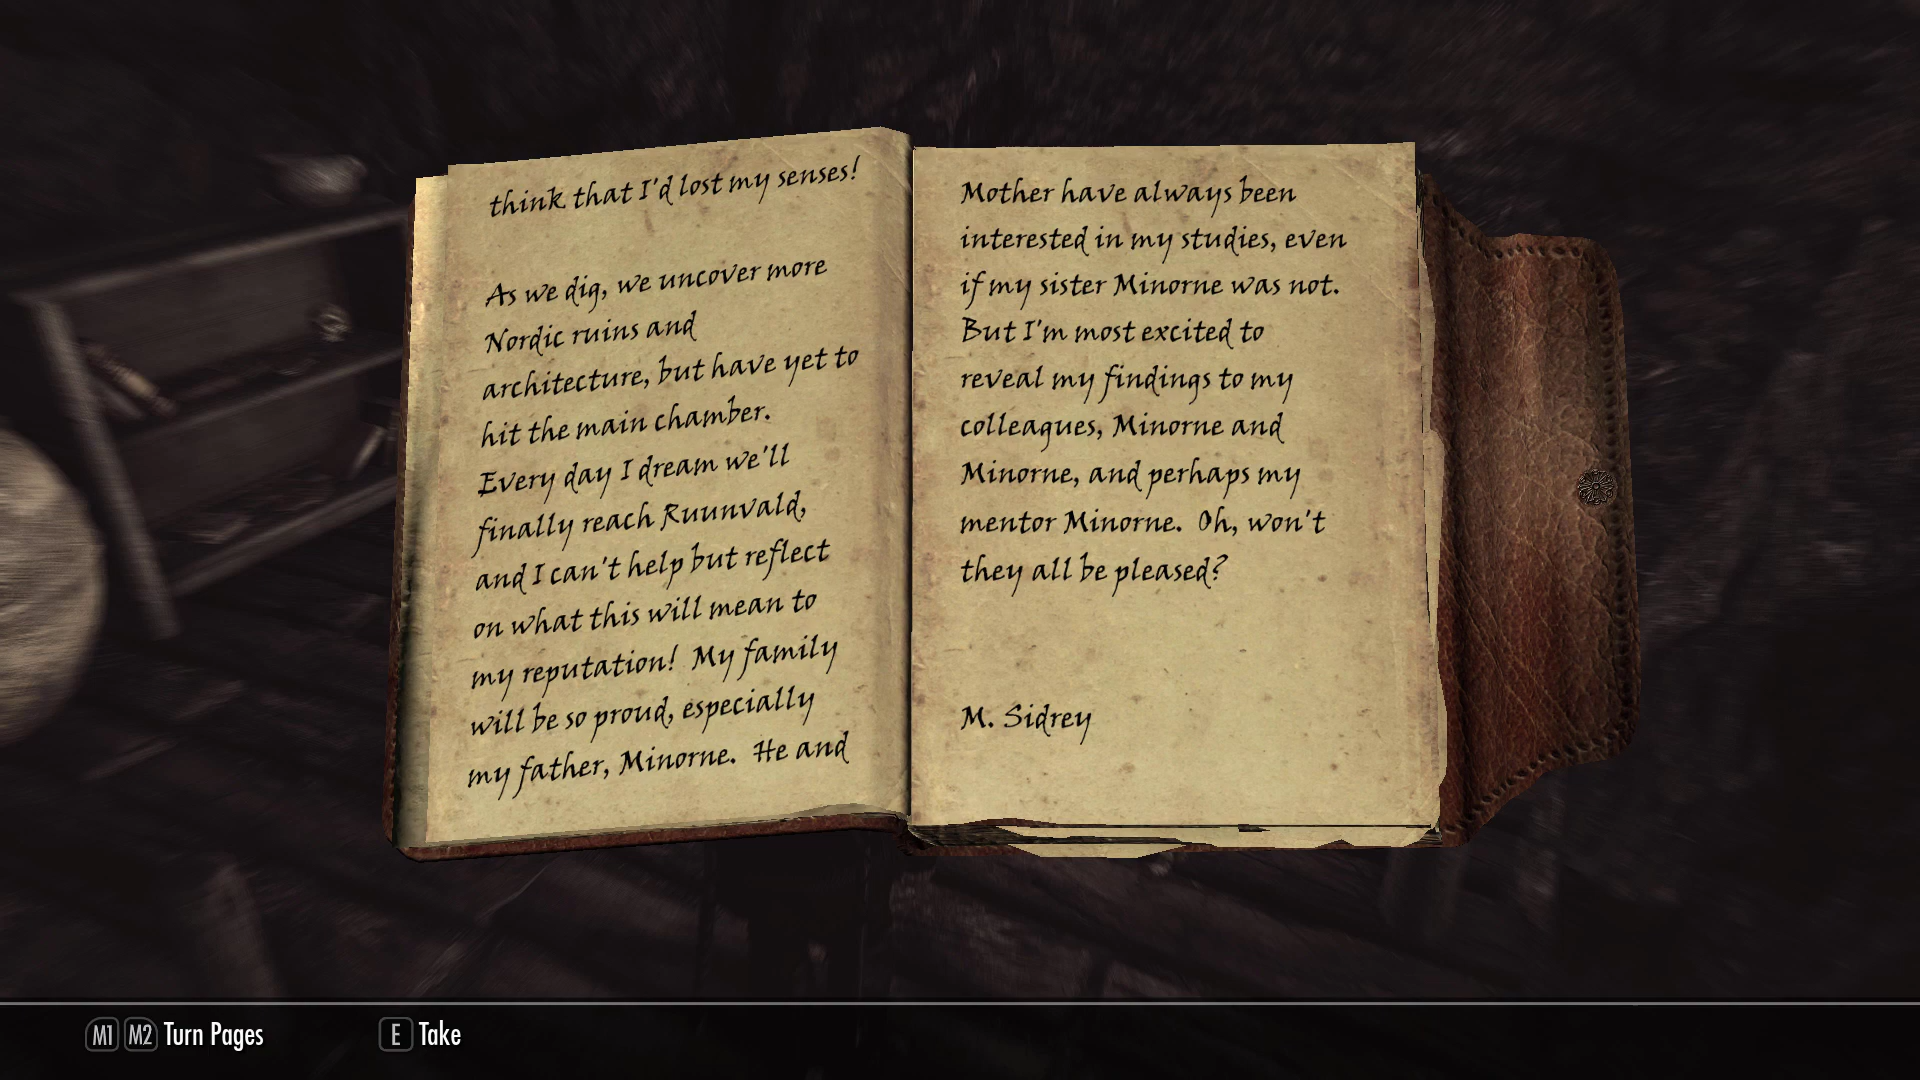 think that I'd lost my senses!
As we dig, we uncover more
Nordic ruins and
architecture, but have yet to
hit the main chamber.
Every day I dream we'll
finally reach Ruunvald,
and I can't help but reflect
on what this will mean to
my reputation!  My family
will be so proud, especially
my father, Minorne.  He and
Mother have always been
interested in my studies, even
if my sister Minorne was not.
But I'm most excited to
reveal my findings to my
colleagues, Minorne and
Minorne, and perhaps my
mentor Minorne.  Oh, won't
they all be pleased?
M. Sidrey
M1 M2 Turn Pages
E Take